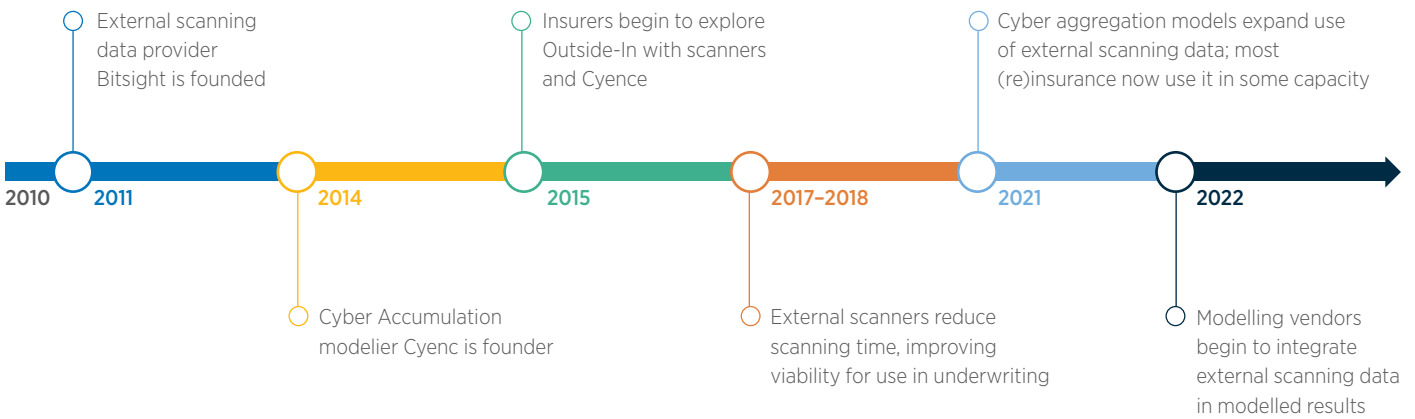 External scanning
data provider
Bitsight is founded
Insurers begin to explore
Outside-In with scanners
and Cyence
Cyber aggregation models expand use
of external scanning data; most
(re)insurance now use it in some capacity
2010
2011
2014
2015
2017–2018
2021
2022
Cyber Accumulation
modelier Cyenc is founder
External scanners reduce
scanning time, improving
viability for use in underwriting
Modelling vendors
begin to integrate
external scanning data
in modelled results